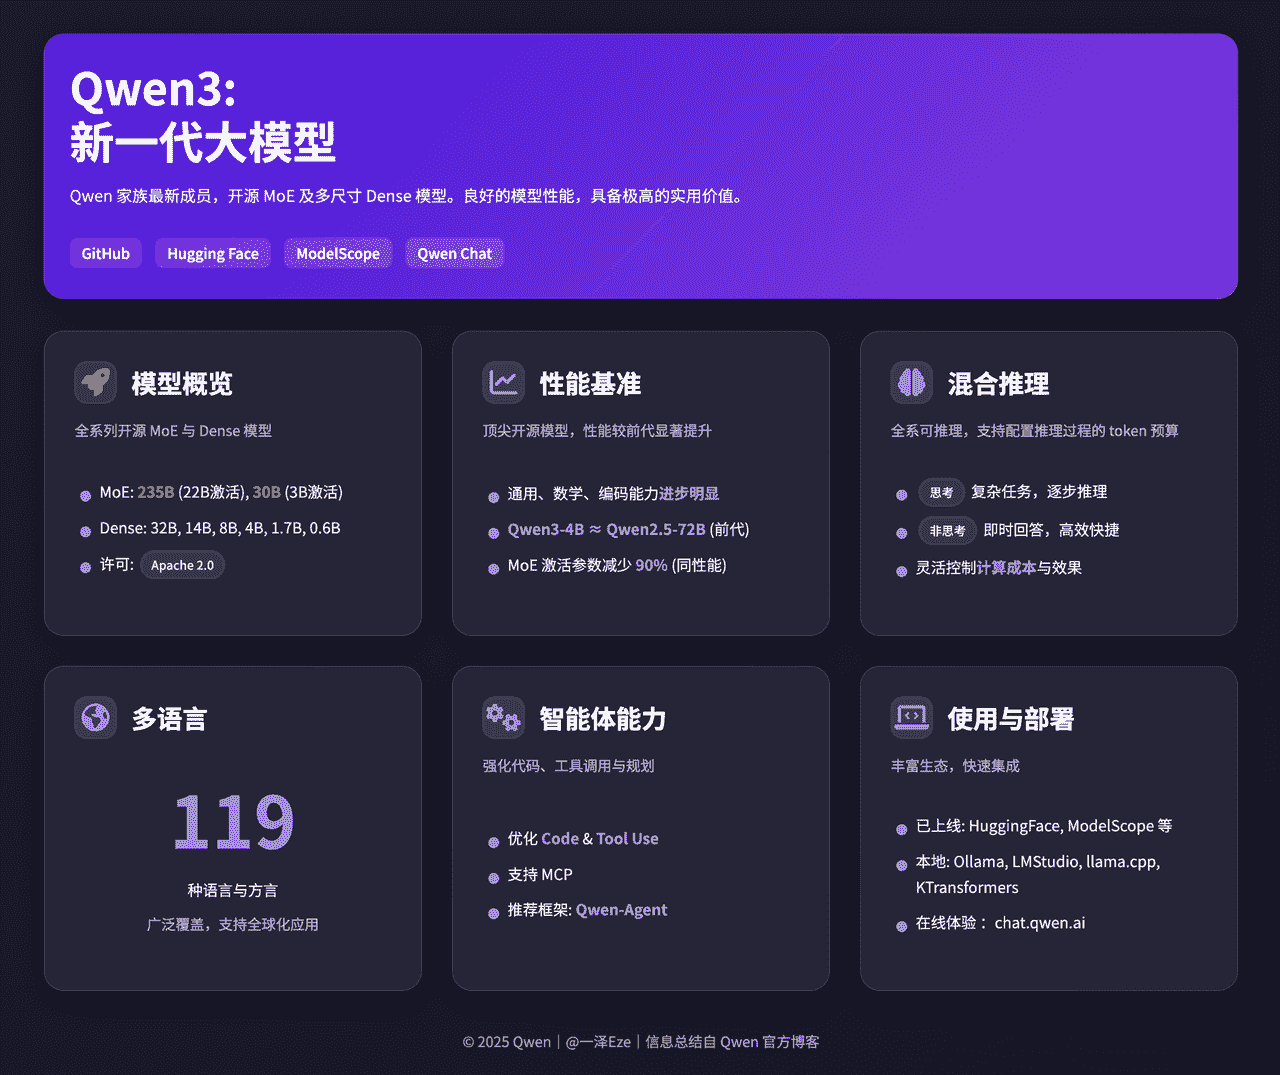 Qwen3:
新一代大模型
Qwen 家族最新成员，开源 MoE 及多尺寸 Dense 模型。良好的模型性能，具备极高的实用价值。
GitHub
Hugging Face
ModelScope
Qwen Chat
模型概览
全系列开源 MoE 与 Dense 模型
MoE: 235B (22B激活), 30B (3B激活)
Dense: 32B, 14B, 8B, 4B, 1.7B, 0.6B
许可: Apache 2.0
性能基准
顶尖开源模型，性能较前代显著提升
通用、数学、编码能力进步明显
Qwen3-4B ≈ Qwen2.5-72B (前代)
MoE 激活参数减少 90% (同性能)
混合推理
全系可推理，支持配置推理过程的 token 预算
思考 复杂任务，逐步推理
非思考 即时回答，高效快捷
灵活控制计算成本与效果
多语言
119
种语言与方言
广泛覆盖，支持全球化应用
智能体能力
强化代码、工具调用与规划
优化 Code & Tool Use
支持 MCP
推荐框架: Qwen-Agent
使用与部署
丰富生态，快速集成
已上线: HuggingFace, ModelScope 等
本地: Ollama, LMStudio, llama.cpp,
KTransformers
在线体验： chat.qwen.ai
© 2025 Qwen｜@一泽Eze｜信息总结自 Qwen 官方博客